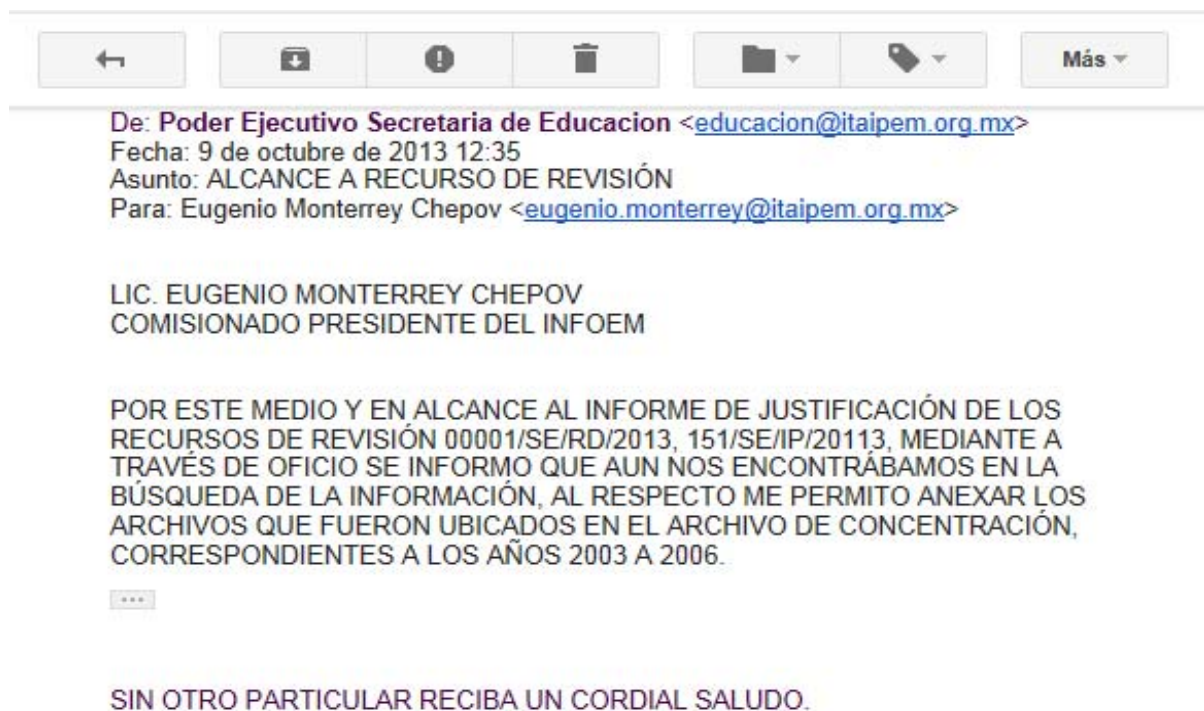 Más
De: Poder Ejecutivo Secretaria de Educacion <educacion@itaipem.org.mx>
Fecha: 9 de octubre de 2013 12:35
Asunto: ALCANCE A RECURSO DE REVISIÓN
Para: Eugenio Monterrey Chepov <eugenio.monterrey@itaipem.org.mx>
LIC. EUGENIO MONTERREY CHEPOV
COMISIONADO PRESIDENTE DEL INFOEM
POR ESTE MEDIO Y EN ALCANCE AL INFORME DE JUSTIFICACIÓN DE LOS
RECURSOS DE REVISIÓN 00001/SE/RD/2013, 151/SE/IP/20113, MEDIANTE A
TRAVÉS DE OFICIO SE INFORMO QUE AUN NOS ENCONTRÁBAMOS EN LA
BÚSQUEDA DE LA INFORMACIÓN, AL RESPECTO ME PERMITO ANEXAR LOS
ARCHIVOS QUE FUERON UBICADOS EN EL ARCHIVO DE CONCENTRACIÓN,
CORRESPONDIENTES A LOS AÑOS 2003 A 2006.
SIN OTRO PARTICULAR RECIBA UN CORDIAL SALUDO.